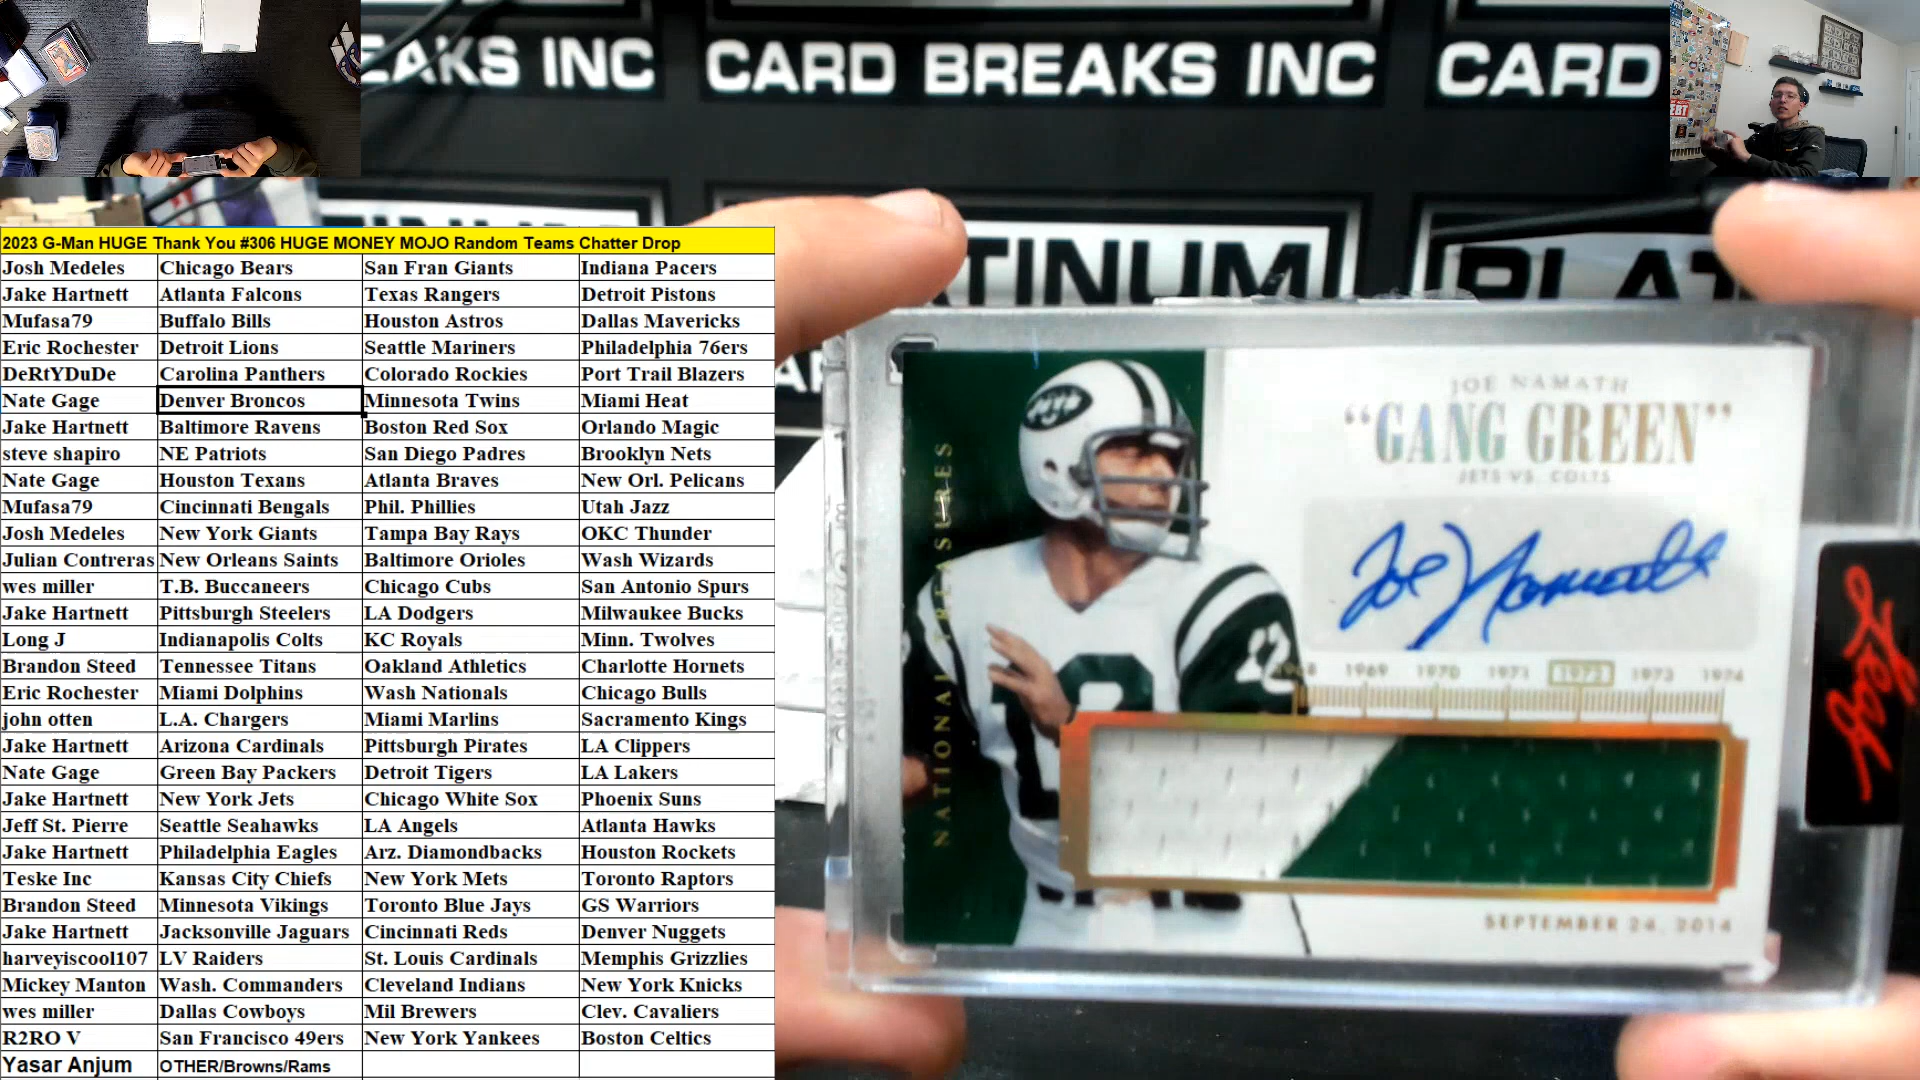 EAKS INC CARD BREAKS INC CARD
TINUM PLAT
2023 G-Man HUGE Thank You #306 HUGE MONEY MOJO Random Teams Chatter Drop
Josh Medeles Chicago Bears San Fran Giants Indiana Pacers
Jake Hartnett Atlanta Falcons Texas Rangers Detroit Pistons
Mufasa79 Buffalo Bills Houston Astros Dallas Mavericks
Eric Rochester Detroit Lions Seattle Mariners Philadelphia 76ers
DeRtYDuDe Carolina Panthers Colorado Rockies Port Trail Blazers
Nate Gage Denver Broncos Minnesota Twins Miami Heat
Jake Hartnett Baltimore Ravens Boston Red Sox Orlando Magic
steve shapiro NE Patriots San Diego Padres Brooklyn Nets
Nate Gage Houston Texans Atlanta Braves New Orl. Pelicans
Mufasa79 Cincinnati Bengals Phil. Phillies Utah Jazz
Josh Medeles New York Giants Tampa Bay Rays OKC Thunder
Julian Contreras New Orleans Saints Baltimore Orioles Wash Wizards
wes miller T.B. Buccaneers Chicago Cubs San Antonio Spurs
Jake Hartnett Pittsburgh Steelers LA Dodgers Milwaukee Bucks
Long J Indianapolis Colts KC Royals Minn. Twolves
Brandon Steed Tennessee Titans Oakland Athletics Charlotte Hornets
Eric Rochester Miami Dolphins Wash Nationals Chicago Bulls
john otten L.A. Chargers Miami Marlins Sacramento Kings
Jake Hartnett Arizona Cardinals Pittsburgh Pirates LA Clippers
Nate Gage Green Bay Packers Detroit Tigers LA Lakers
Jake Hartnett New York Jets Chicago White Sox Phoenix Suns
Jeff St. Pierre Seattle Seahawks LA Angels Atlanta Hawks
Jake Hartnett Philadelphia Eagles Arz. Diamondbacks Houston Rockets
Teske Inc Kansas City Chiefs New York Mets Toronto Raptors
Brandon Steed Minnesota Vikings Toronto Blue Jays GS Warriors
Jake Hartnett Jacksonville Jaguars Cincinnati Reds Denver Nuggets
harveyiscool107 LV Raiders St. Louis Cardinals Memphis Grizzlies
Mickey Manton Wash. Commanders Cleveland Indians New York Knicks
wes miller Dallas Cowboys Mil Brewers Clev. Cavaliers
R2RO V San Francisco 49ers New York Yankees Boston Celtics
Yasar Anjum OTHER/Browns/Rams
JOE NAMATH
"GANG GREEN"
JETS VS. COLTS
Joe Namath
1968 1969 1970 1971 1972 1973 1974
SEPTEMBER 24, 2014
NATIONAL TREASURES
JETS
12
Leaf